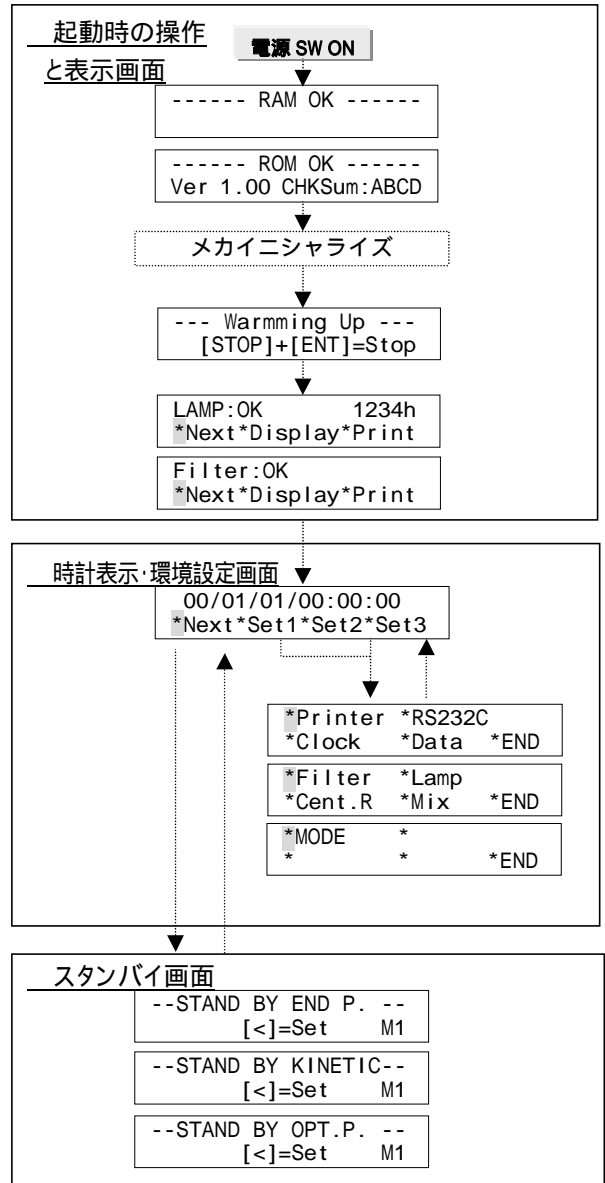 起動時の操作
と表示画面
電源 SW ON
------ RAM OK ------
------ ROM OK ------
Ver 1.00 CHKSum:ABCD
メカイニシャライズ
--- Warmming Up ---
[STOP]+[ENT]=Stop
LAMP:OK 1234h
*Next*Display*Print
Filter:OK
*Next*Display*Print
時計表示・環境設定画面
00/01/01/00:00:00
*Next*Set1*Set2*Set3
*Printer *RS232C
*Clock *Data *END
*Filter *Lamp
*Cent.R *Mix *END
*MODE *
* * *END
スタンバイ画面
--STAND BY END P. --
[<]=Set M1
--STAND BY KINETIC--
[<]=Set M1
--STAND BY OPT.P. --
[<]=Set M1